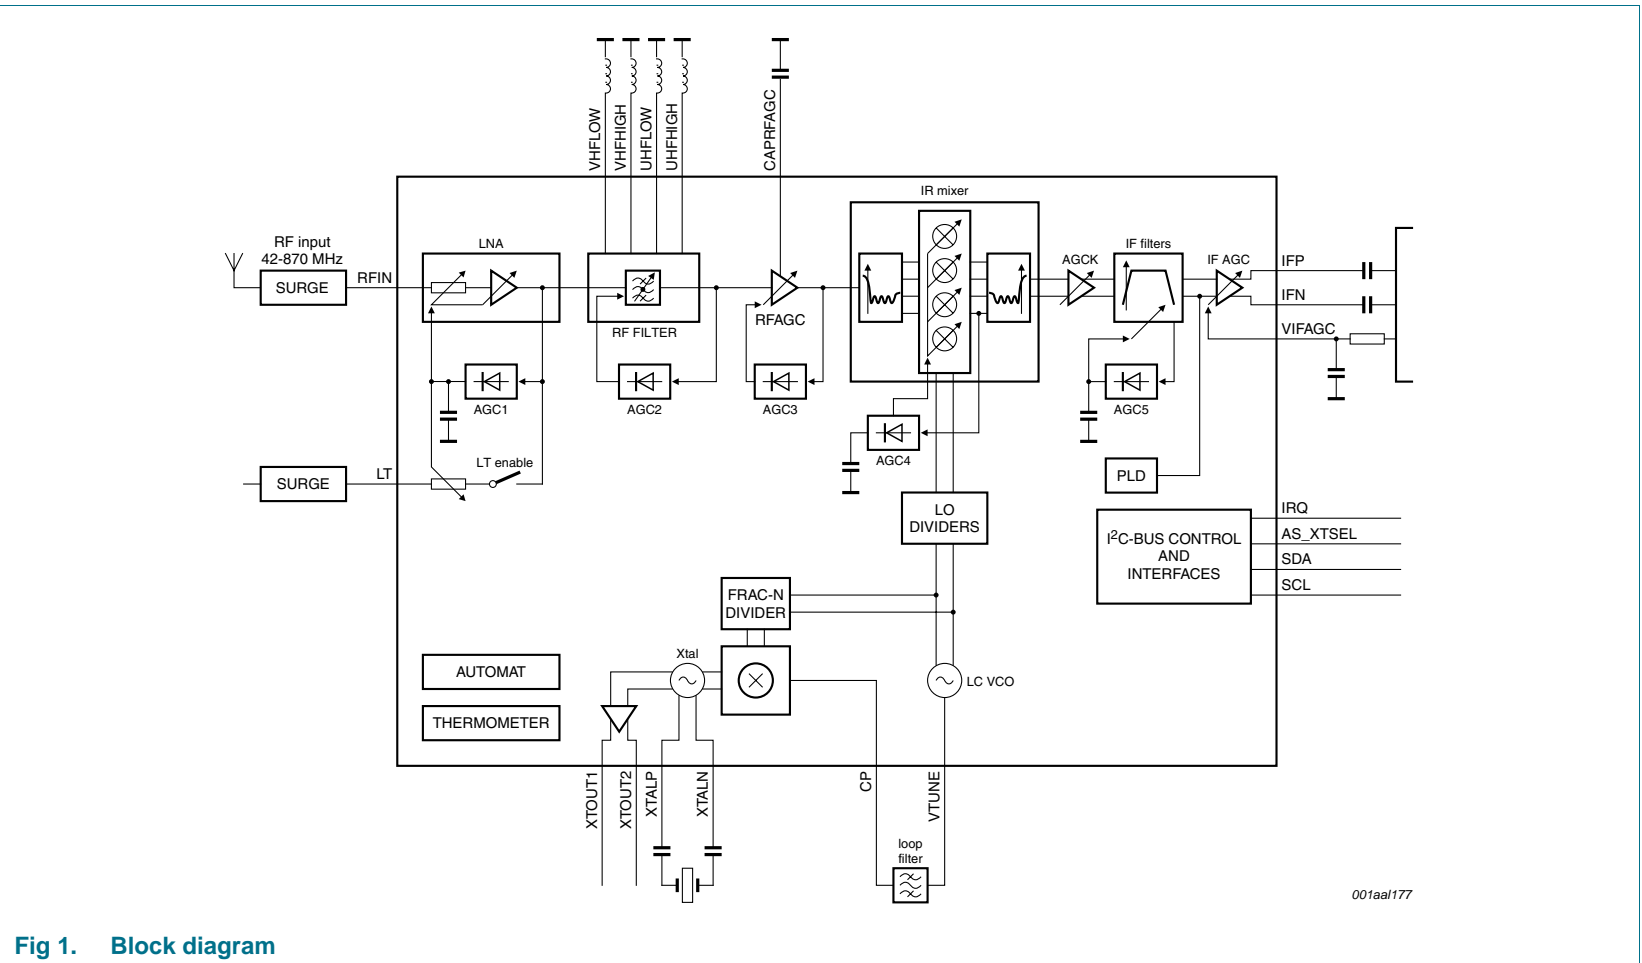 VHFLOW
VHFHIGH
UHFLOW
UHFHIGH
CAPRFAGC
IR mixer
RF input
42-870 MHz
SURGE
RFIN
LNA
RF FILTER
RFAGC
AGCK
IF filters
IF AGC
IFP
IFN
VIFAGC
AGC1
AGC2
AGC3
AGC4
AGC5
SURGE
LT
LT enable
PLD
LO
DIVIDERS
I²C-BUS CONTROL
AND
INTERFACES
IRQ
AS_XTSEL
SDA
SCL
FRAC-N
DIVIDER
Xtal
LC VCO
AUTOMAT
THERMOMETER
XTOUT1
XTOUT2
XTALP
XTALN
CP
VTUNE
loop
filter
001aal177
Fig 1. Block diagram